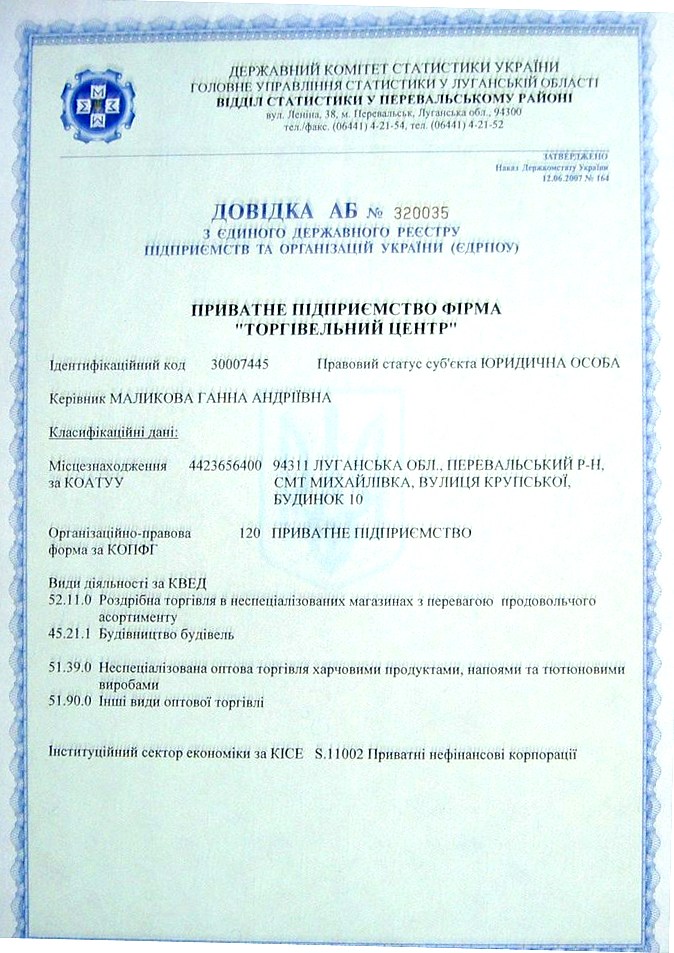 ДЕРЖАВНИЙ КОМІТЕТ СТАТИСТИКИ УКРАЇНИ
ГОЛОВНЕ УПРАВЛІННЯ СТАТИСТИКИ У ЛУГАНСЬКІЙ ОБЛАСТІ
ВІДДІЛ СТАТИСТИКИ У ПЕРЕВАЛЬСЬКОМУ РАЙОНІ
вул. Леніна, 38, м. Перевальськ, Луганська обл., 94300
тел./факс. (06441) 4-21-54, тел. (06441) 4-21-52
ЗАТВЕРДЖЕНО
Наказ Держкомстату України
12.06.2007 № 164
ДОВІДКА АБ № 320035
З ЄДИНОГО ДЕРЖАВНОГО РЕЄСТРУ
ПІДПРИЄМСТВ ТА ОРГАНІЗАЦІЙ УКРАЇНИ (ЄДРПОУ)
ПРИВАТНЕ ПІДПРИЄМСТВО ФІРМА
"ТОРГІВЕЛЬНИЙ ЦЕНТР"
Ідентифікаційний код 30007445 Правовий статус суб'єкта ЮРИДИЧНА ОСОБА
Керівник МАЛИКОВА ГАННА АНДРІЇВНА
Класифікаційні дані:
Місцезнаходження 4423656400 94311 ЛУГАНСЬКА ОБЛ., ПЕРЕВАЛЬСЬКИЙ Р-Н,
за КОАТУУ СМТ МИХАЙЛІВКА, ВУЛИЦЯ КРУПСЬКОЇ,
БУДИНОК 10
Організаційно-правова 120 ПРИВАТНЕ ПІДПРИЄМСТВО
форма за КОПФГ
Види діяльності за КВЕД
52.11.0 Роздрібна торгівля в неспеціалізованих магазинах з перевагою продовольчого
асортименту
45.21.1 Будівництво будівель
51.39.0 Неспеціалізована оптова торгівля харчовими продуктами, напоями та тютюновими
виробами
51.90.0 Інші види оптової торгівлі
Інституційний сектор економіки за КІСЕ S.11002 Приватні нефінансові корпорації